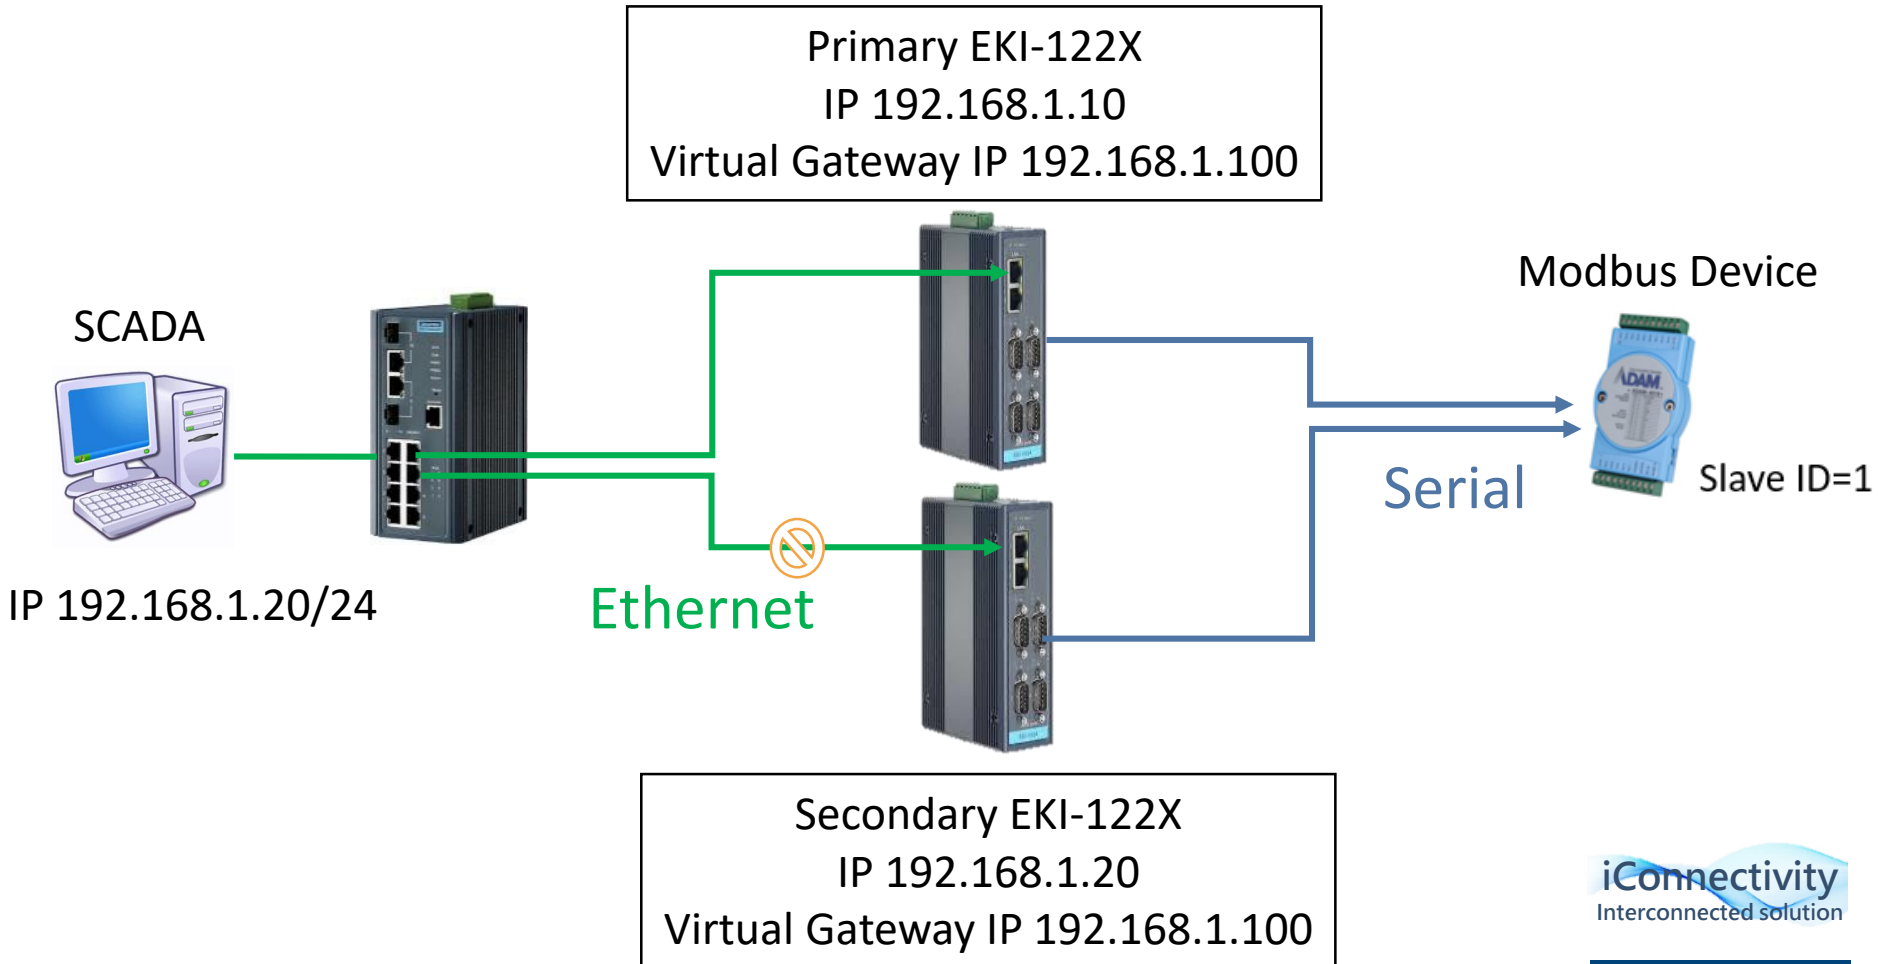 Primary EKI-122X
IP 192.168.1.10
Virtual Gateway IP 192.168.1.100
SCADA
Modbus Device
ADAM
Serial
Slave ID=1
IP 192.168.1.20/24
Ethernet
Secondary EKI-122X
IP 192.168.1.20
Virtual Gateway IP 192.168.1.100
iConnectivity
Interconnected solution